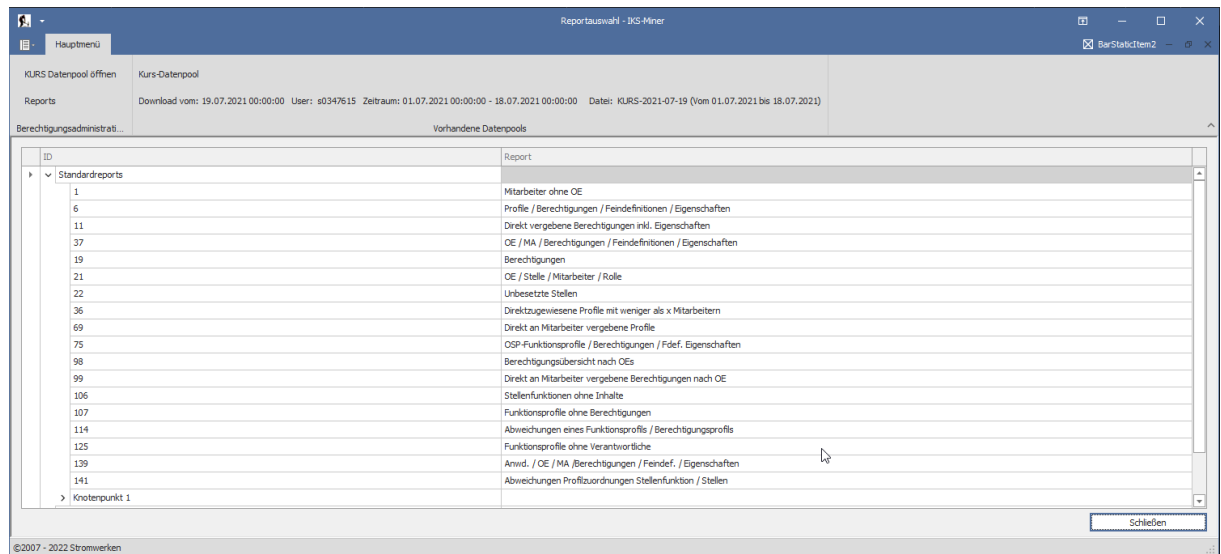 Reportauswahl - IKS-Miner
Hauptmenü
BarStaticItem2
KURS Datenpool öffnen Kurs-Datenpool
Reports Download vom: 19.07.2021 00:00:00 User: s0347615 Zeitraum: 01.07.2021 00:00:00 - 18.07.2021 00:00:00 Datei: KURS-2021-07-19 (Vom 01.07.2021 bis 18.07.2021)
Berechtigungsadministrati... Vorhandene Datenpools
ID Report
Standardreports
1 Mitarbeiter ohne OE
6 Profile / Berechtigungen / Feindefinitionen / Eigenschaften
11 Direkt vergebene Berechtigungen inkl. Eigenschaften
37 OE / MA / Berechtigungen / Feindefinitionen / Eigenschaften
19 Berechtigungen
21 OE / Stelle / Mitarbeiter / Rolle
22 Unbesetzte Stellen
36 Direktzugewiesene Profile mit weniger als x Mitarbeitern
69 Direkt an Mitarbeiter vergebene Profile
75 OSP-Funktionsprofile / Berechtigungen / Fdef. Eigenschaften
98 Berechtigungsübersicht nach OEs
99 Direkt an Mitarbeiter vergebene Berechtigungen nach OE
106 Stellenfunktionen ohne Inhalte
107 Funktionsprofile ohne Berechtigungen
114 Abweichungen eines Funktionsprofils / Berechtigungsprofils
125 Funktionsprofile ohne Verantwortliche
139 Anwd. / OE / MA /Berechtigungen / Feindef. / Eigenschaften
141 Abweichungen Profilzuordnungen Stellenfunktion / Stellen
Knotenpunkt 1
Schließen
©2007 - 2022 Stromwerken